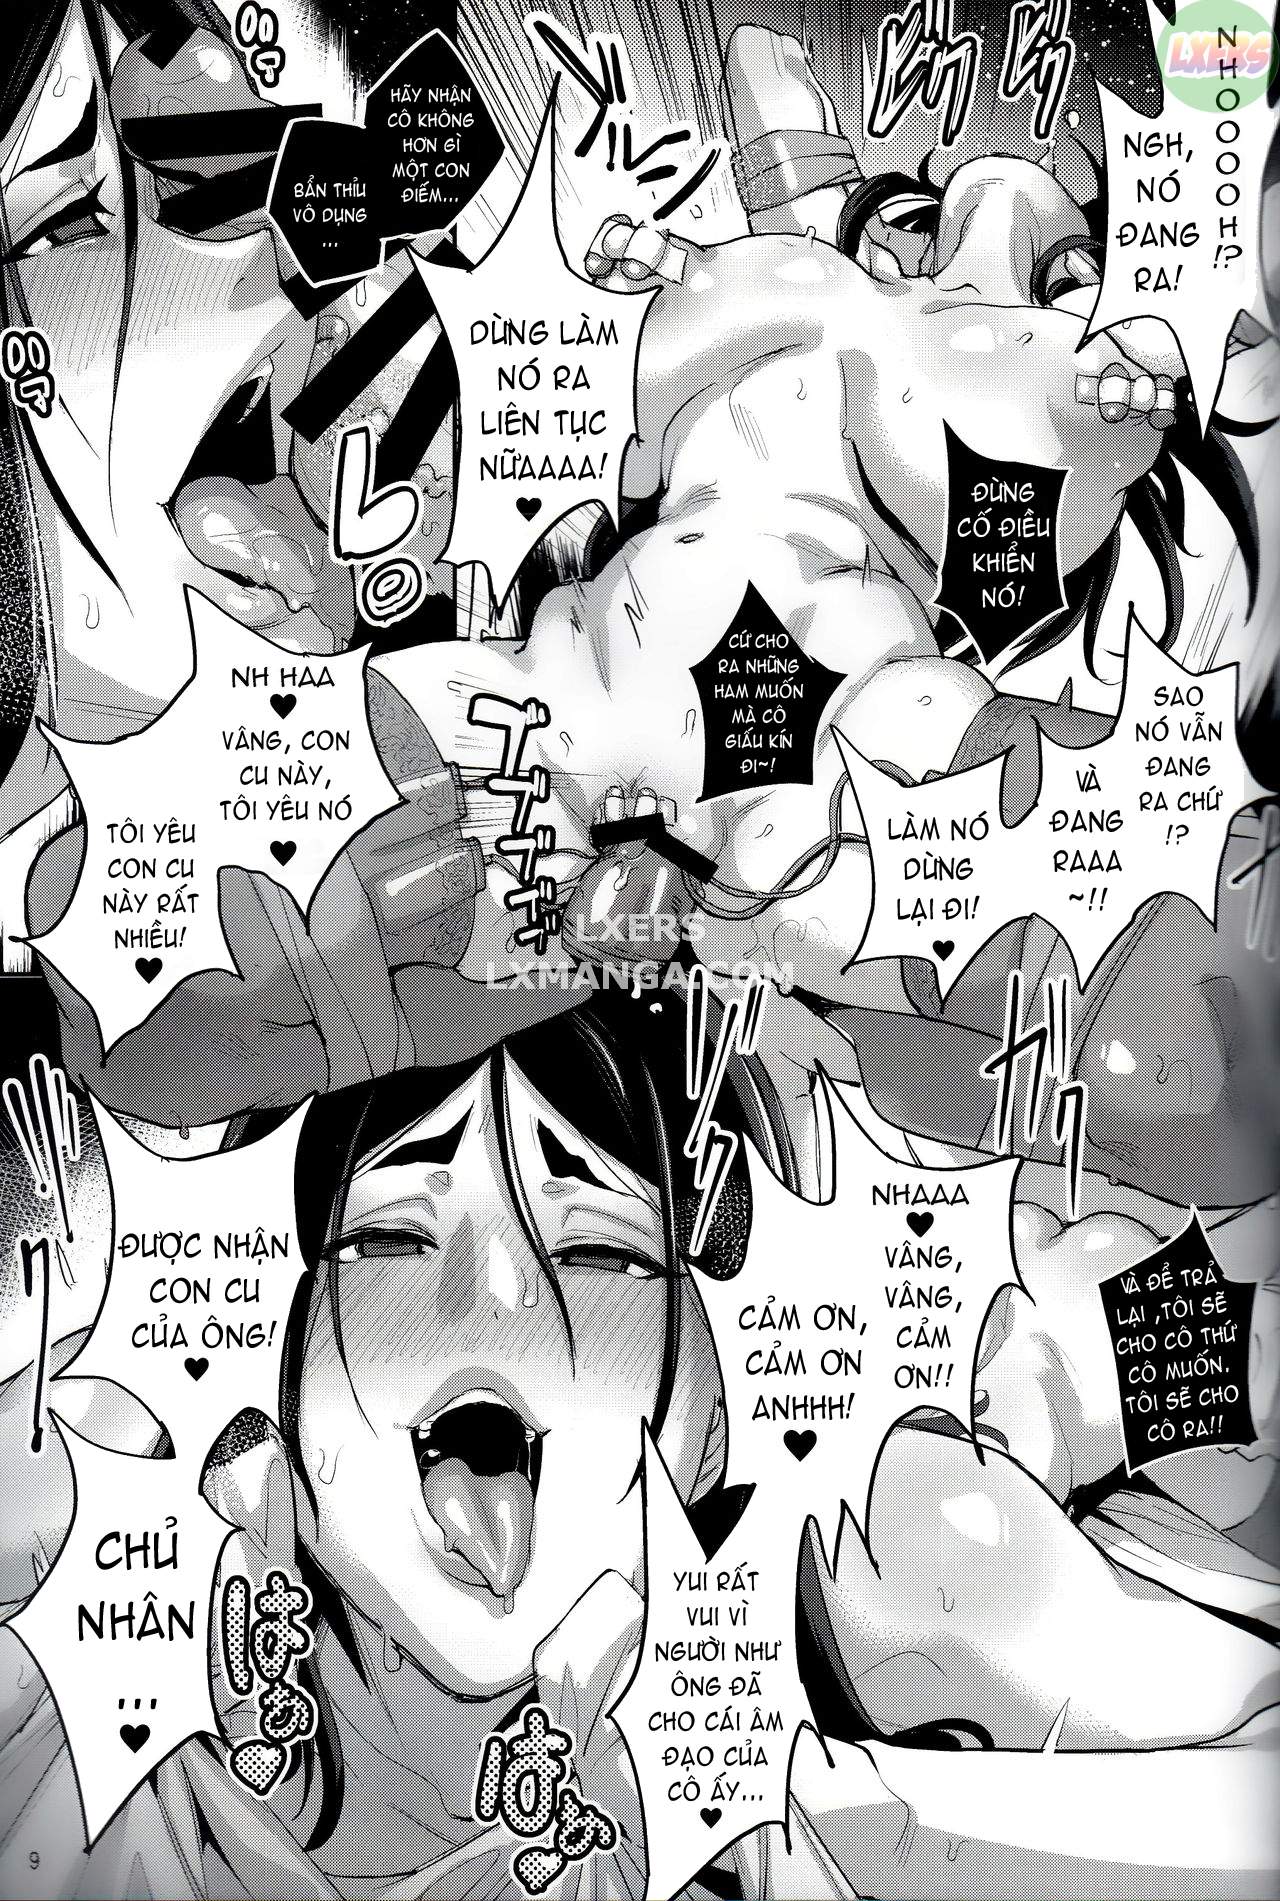 NHOOOOOH!?
LXERS
NGH,
NÓ
ĐANG
RA!
DỪNG LÀM
NÓ RA
LIÊN TỤC
NỮAAAA!
♥
ĐỪNG
CỐ ĐIỀU
KHIỂN
NÓ!
SAO
NÓ VẪN
ĐANG
RA CHỨ
!?
VÀ
ĐANG
RAAA
~!!
LÀM NÓ
DỪNG
LẠI ĐI!
♥
CỨ CHO
RA NHỮNG
HAM MUỐN
MÀ CÔ
GIẤU KÍN
ĐI~!
HÃY NHẬN
CÔ KHÔNG
HƠN GÌ
MỘT CON
ĐIẾM...
BẨN THỈU
VÔ DỤNG
...
NH HAA
♥
VÂNG, CON
CU NÀY,
TÔI YÊU NÓ
♥
TÔI YÊU
CON CU
NÀY RẤT
NHIỀU!
♥
LXERS
LXMANGA.COM
VÀ ĐỂ TRẢ
LẠI ,TÔI SẼ
CHO CÔ THỨ
CÔ MUỐN.
TÔI SẼ CHO
CÔ RA!!
NHAAA
♥
VÂNG,
VÂNG,
CẢM
ƠN!!
CẢM ƠN,
CẢM ƠN
ANHHH!
♥
ĐƯỢC NHẬN
CON CU
CỦA ÔNG!
♥
YUI RẤT
VUI VÌ
NGƯỜI NHƯ
ÔNG ĐÃ
CHO CÁI ÂM
ĐẠO CỦA
CÔ ẤY...
♥
CHỦ
NHÂN
...
♥
はぁ♡
はぁ♡
9